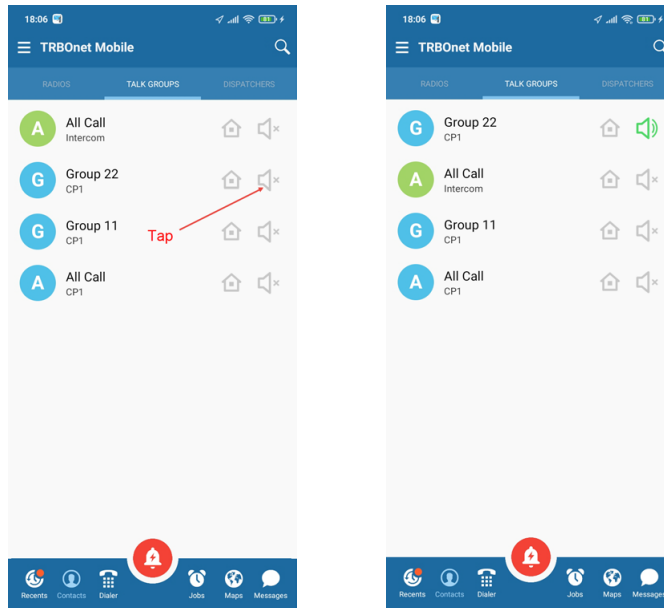 18:06
81
TRBOnet Mobile
RADIOS TALK GROUPS DISPATCHERS
A All Call
Intercom
G Group 22
CP1
G Group 11
CP1
Tap
A All Call
CP1
Recents Contacts Dialer Jobs Maps Messages
18:06
81
TRBOnet Mobile
RADIOS TALK GROUPS DISPATCHERS
G Group 22
CP1
A All Call
Intercom
G Group 11
CP1
A All Call
CP1
Recents Contacts Dialer Jobs Maps Messages